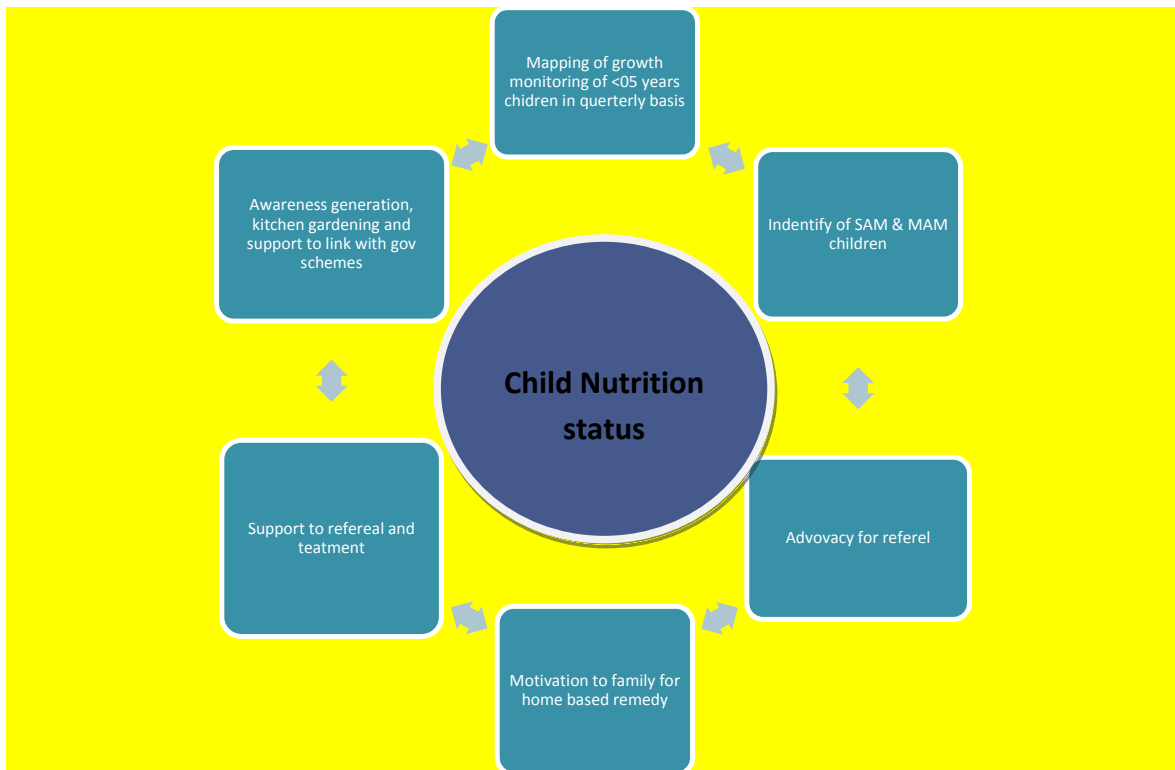 Mapping of growth
monitoring of <05 years
chidren in querterly basis
Indentify of SAM & MAM
children
Advovacy for referel
Motivation to family for
home based remedy
Support to refereal and
teatment
Awareness generation,
kitchen gardening and
support to link with gov
schemes
Child Nutrition
status